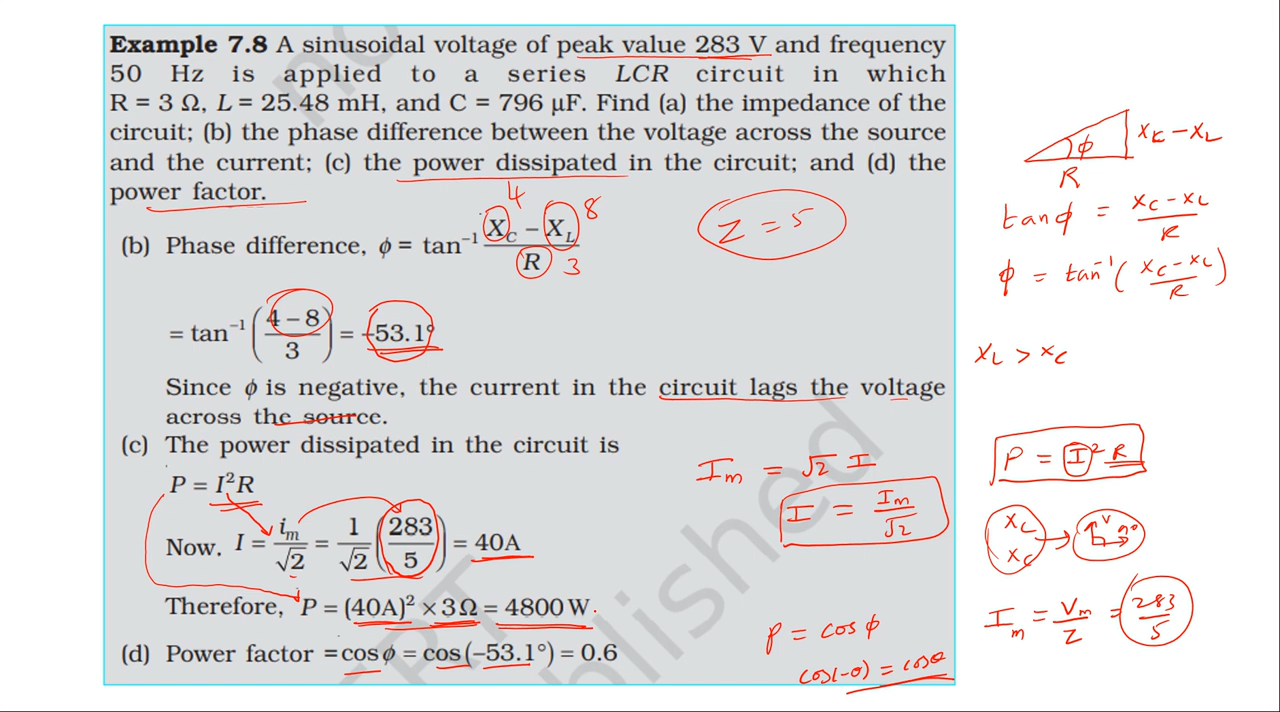 Example 7.8 A sinusoidal voltage of peak value 283 V and frequency
50 Hz is applied to a series LCR circuit in which
R = 3 Ω, L = 25.48 mH, and C = 796 μF. Find (a) the impedance of the
circuit; (b) the phase difference between the voltage across the source
and the current; (c) the power dissipated in the circuit; and (d) the
power factor.
4
8
(b) Phase difference, ϕ = tan⁻¹ (X_C − X_L)/R
3
= tan⁻¹ ((4 − 8)/3) = −53.1°
Since ϕ is negative, the current in the circuit lags the voltage
across the source.
(c) The power dissipated in the circuit is
P = I²R
Now, I = i_m/√2 = 1/√2 (283/5) = 40A
Therefore, P = (40A)² × 3Ω = 4800 W
(d) Power factor = cos ϕ = cos (−53.1°) = 0.6
Z = 5
I_m = √2 I
I = I_m/√2
P = cos ϕ
cos(−θ) = cos θ
ϕ
X_C − X_L
R
tan ϕ = (X_C − X_L)/R
ϕ = tan⁻¹ ((X_C − X_L)/R)
X_L > X_C
P = I² R
X_L
X_C
V
I_m = V_m/Z = 283/5
no
blished